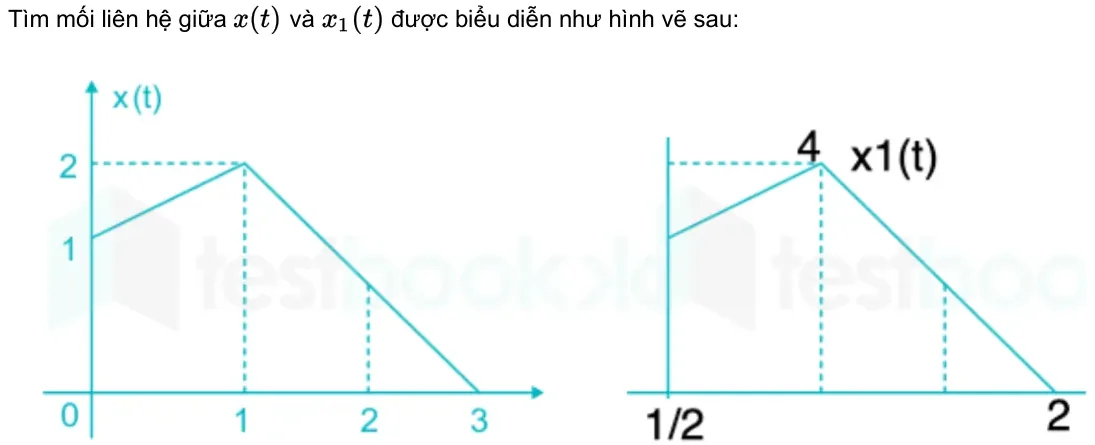 Tìm mối liên hệ giữa x(t) và x₁(t) được biểu diễn như hình vẽ sau:
x(t)
2
1
0
1
2
3
4
x1(t)
1/2
2
testbook